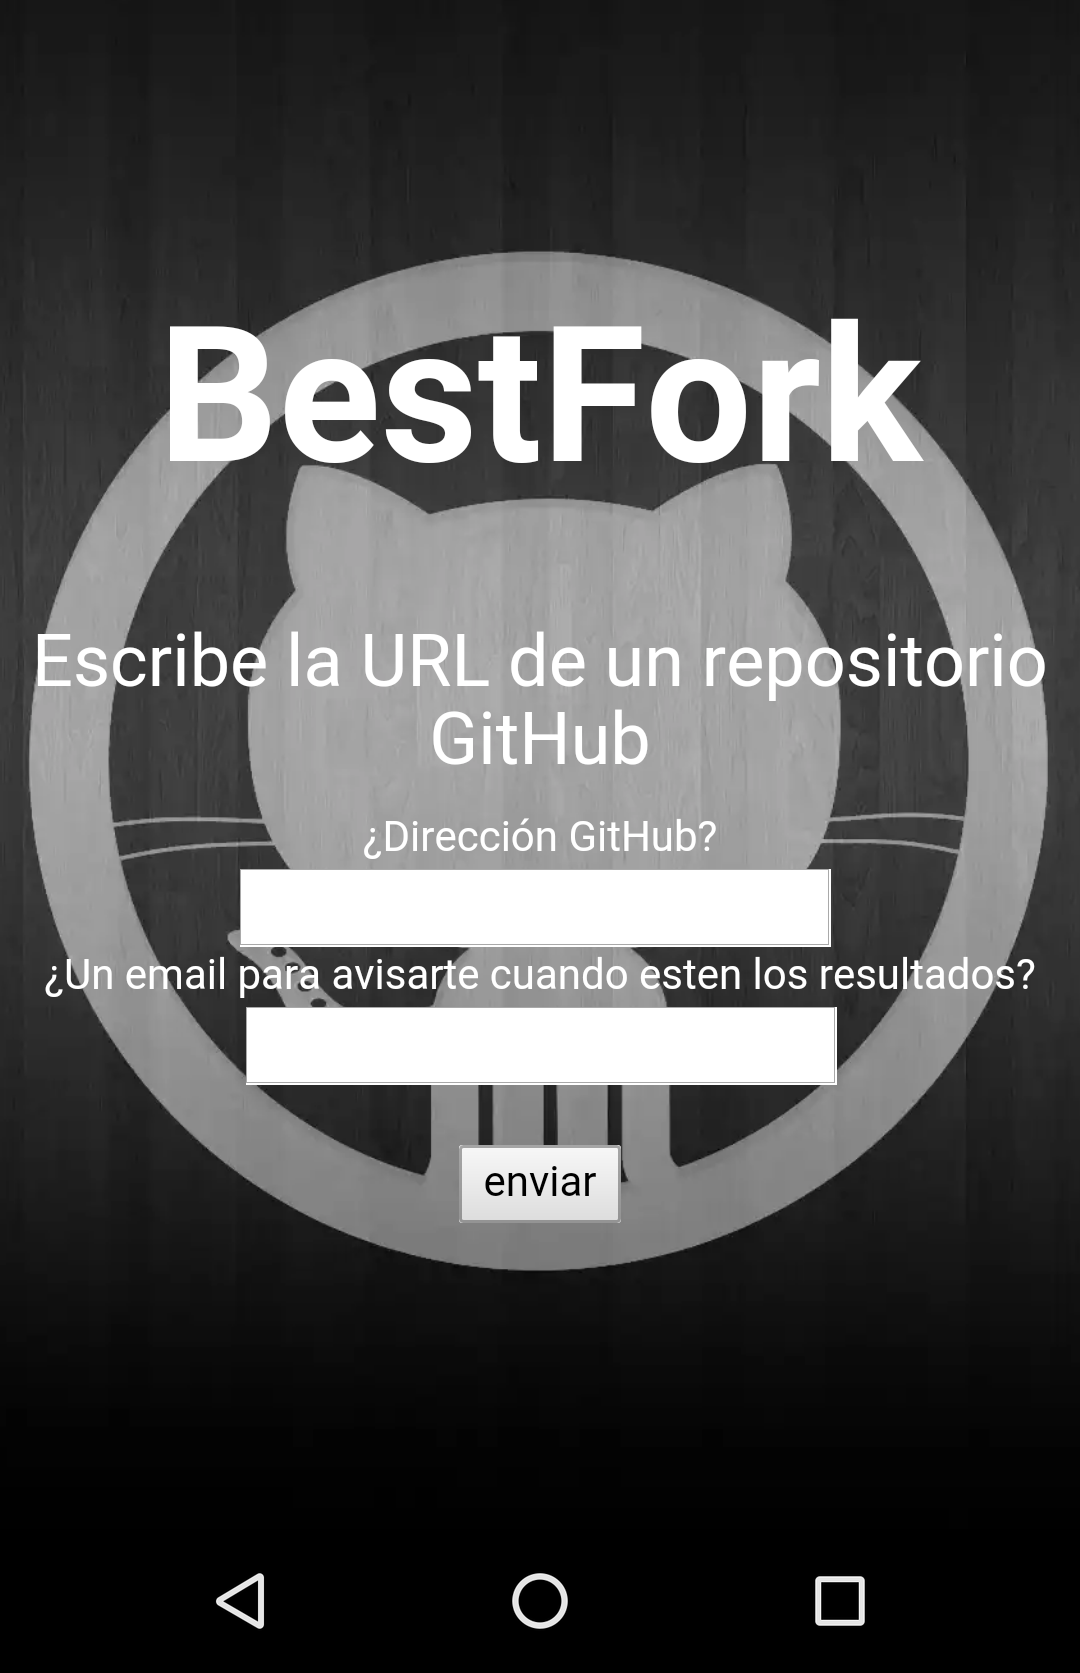 BestFork
Escribe la URL de un repositorio
GitHub
¿Dirección GitHub?
¿Un email para avisarte cuando esten los resultados?
enviar